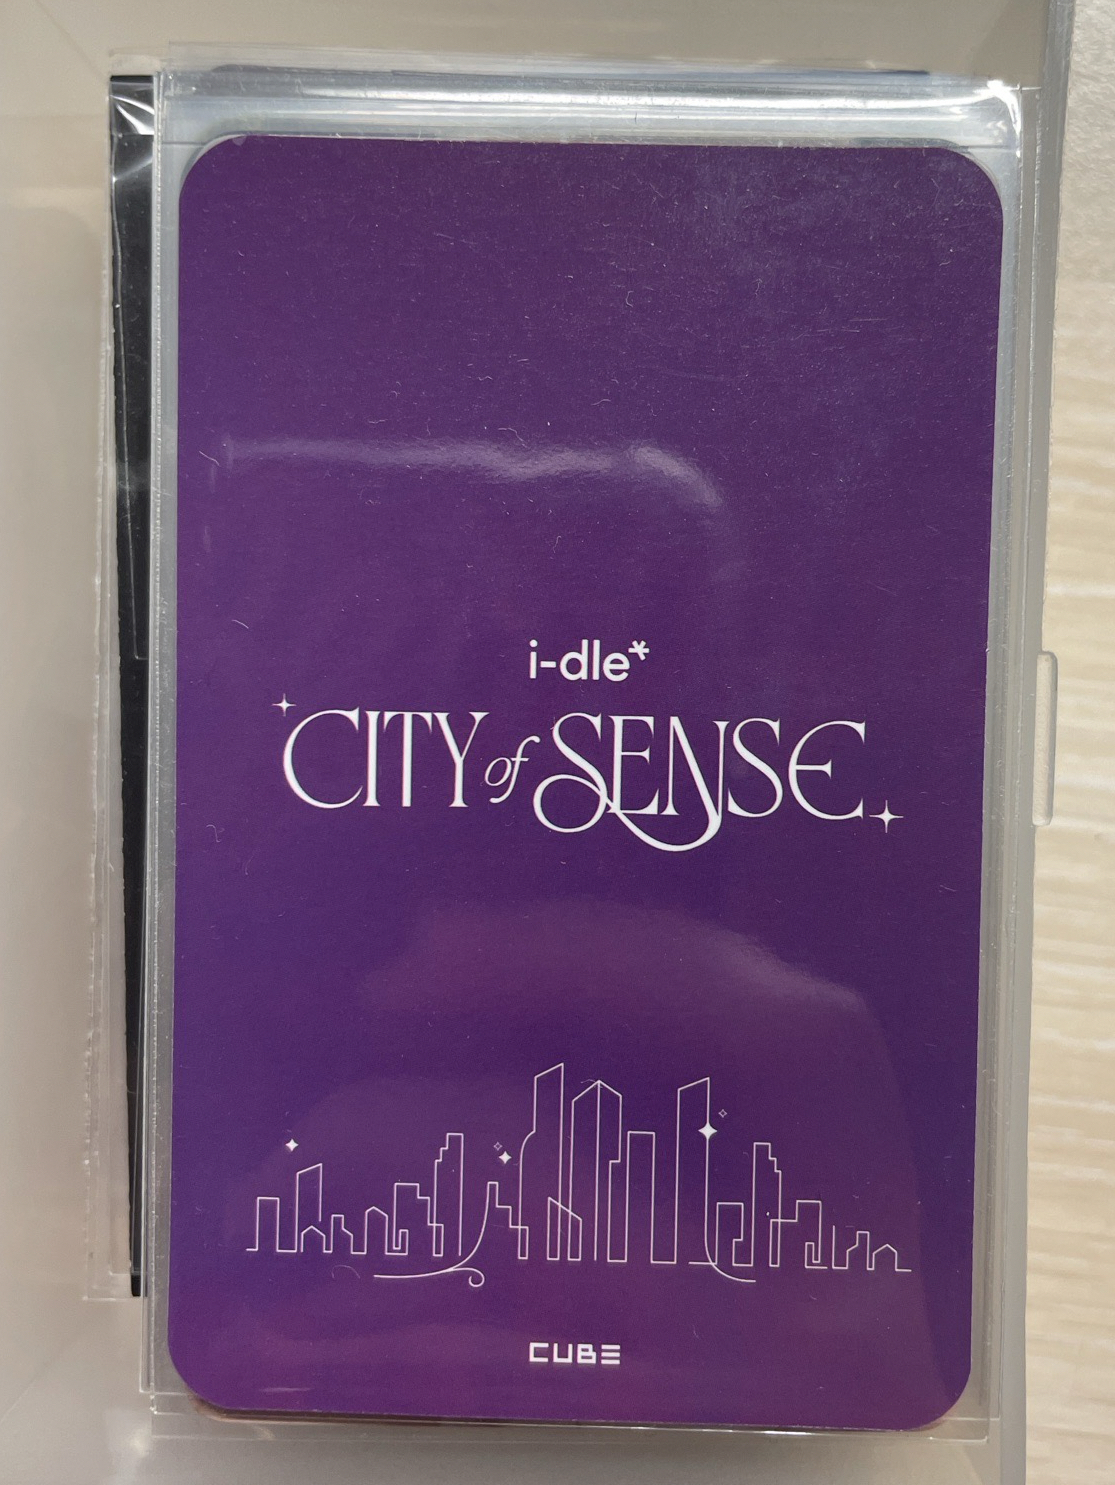 i-dle*
CITY of SENSE
CUBE